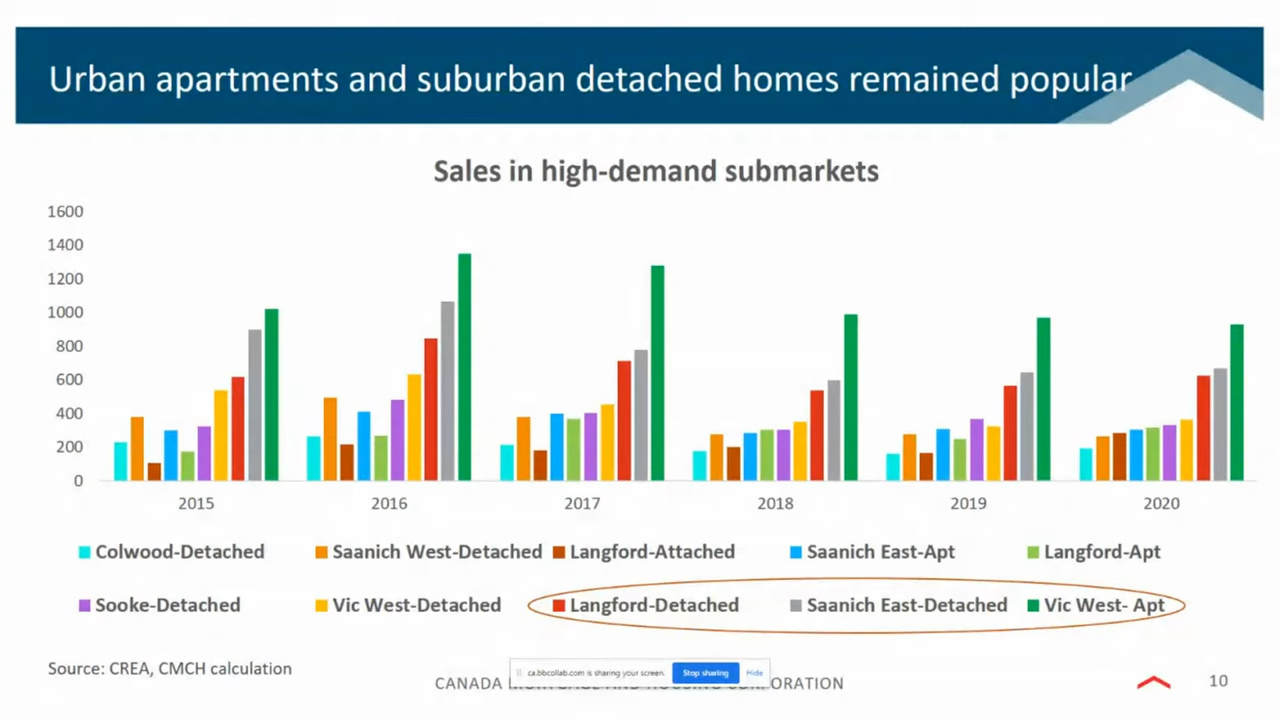 Urban apartments and suburban detached homes remained popular
Sales in high-demand submarkets
1600
1400
1200
1000
800
600
400
200
0
2015 2016 2017 2018 2019 2020
Colwood-Detached Saanich West-Detached Langford-Attached Saanich East-Apt Langford-Apt
Sooke-Detached Vic West-Detached Langford-Detached Saanich East-Detached Vic West- Apt
Source: CREA, CMCH calculation
ca.bbcollab.com is sharing your screen. Stop sharing Hide
CANADA MORTGAGE AND HOUSING CORPORATION
10